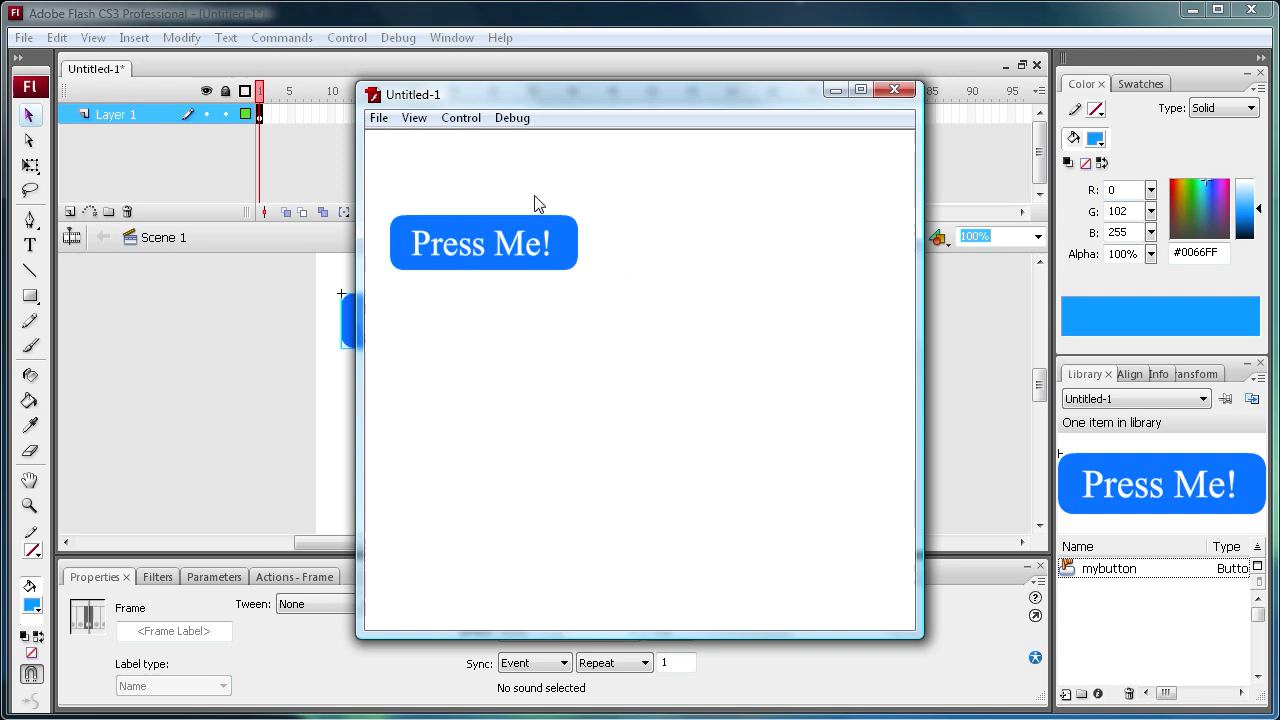 Adobe Flash CS3 Professional - [Untitled-1*]
File Edit View Insert Modify Text Commands Control Debug Window Help
Untitled-1*
1 5 10 85 90 95
Layer 1
Scene 1
100%
Untitled-1
File View Control Debug
Press Me!
Color Swatches
Type: Solid
R: 0
G: 102
B: 255
Alpha: 100% #0066FF
Library Align Info ransform
Untitled-1
One item in library
Press Me!
Name Type
mybutton Butto
Properties Filters Parameters Actions - Frame
Frame
Tween: None
<Frame Label>
Label type:
Name
Sync: Event Repeat 1
No sound selected
Fl
Fl